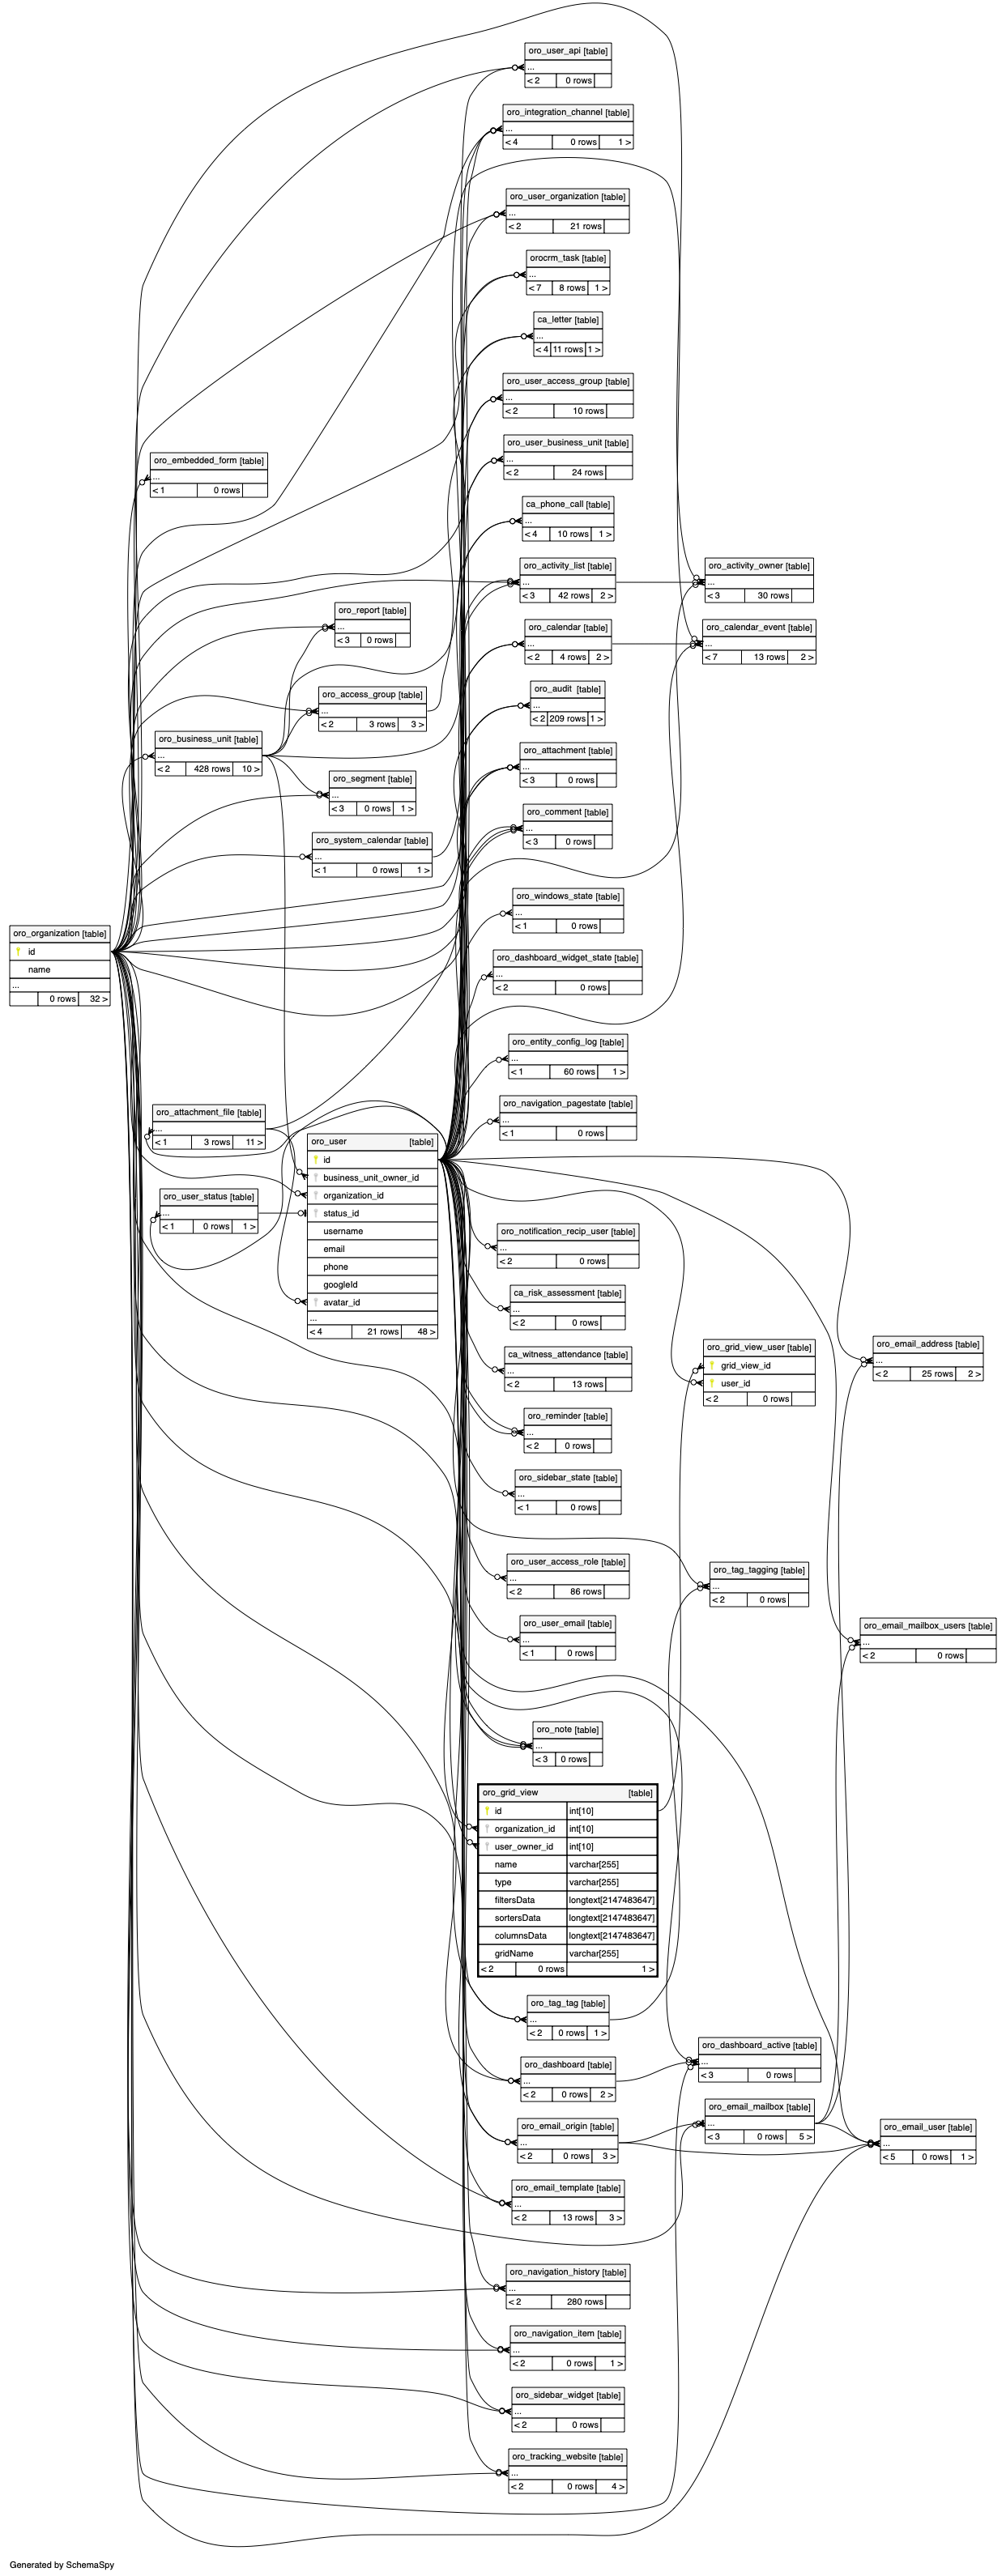 oro_user_api [table]
...
< 2 0 rows
oro_integration_channel [table]
...
< 4 0 rows 1 >
oro_user_organization [table]
...
< 2 21 rows
orocrm_task [table]
...
< 7 8 rows 1 >
ca_letter [table]
...
< 4 11 rows 1 >
oro_user_access_group [table]
...
< 2 10 rows
oro_user_business_unit [table]
...
< 2 24 rows
oro_embedded_form [table]
...
< 1 0 rows
ca_phone_call [table]
...
< 4 10 rows 1 >
oro_activity_list [table]
...
< 3 42 rows 2 >
oro_activity_owner [table]
...
< 3 30 rows
oro_report [table]
...
< 3 0 rows
oro_calendar [table]
...
< 2 4 rows 2 >
oro_calendar_event [table]
...
< 7 13 rows 2 >
oro_access_group [table]
...
< 2 3 rows 3 >
oro_audit [table]
...
< 2 209 rows 1 >
oro_business_unit [table]
...
< 2 428 rows 10 >
oro_attachment [table]
...
< 3 0 rows
oro_segment [table]
...
< 3 0 rows 1 >
oro_comment [table]
...
< 3 0 rows
oro_system_calendar [table]
...
< 1 0 rows 1 >
oro_windows_state [table]
...
< 1 0 rows
oro_organization [table]
id
name
...
0 rows 32 >
oro_dashboard_widget_state [table]
...
< 2 0 rows
oro_entity_config_log [table]
...
< 1 60 rows 1 >
oro_navigation_pagestate [table]
...
< 1 0 rows
oro_attachment_file [table]
...
< 1 3 rows 11 >
oro_user [table]
id
business_unit_owner_id
organization_id
status_id
username
email
phone
googleId
avatar_id
...
< 4 21 rows 48 >
oro_user_status [table]
...
< 1 0 rows 1 >
oro_notification_recip_user [table]
...
< 2 0 rows
ca_risk_assessment [table]
...
< 2 0 rows
ca_witness_attendance [table]
...
< 2 13 rows
oro_grid_view_user [table]
grid_view_id
user_id
< 2 0 rows
oro_email_address [table]
...
< 2 25 rows 2 >
oro_reminder [table]
...
< 2 0 rows
oro_sidebar_state [table]
...
< 1 0 rows
oro_user_access_role [table]
...
< 2 86 rows
oro_tag_tagging [table]
...
< 2 0 rows
oro_user_email [table]
...
< 1 0 rows
oro_email_mailbox_users [table]
...
< 2 0 rows
oro_note [table]
...
< 3 0 rows
oro_grid_view [table]
id int[10]
organization_id int[10]
user_owner_id int[10]
name varchar[255]
type varchar[255]
filtersData longtext[2147483647]
sortersData longtext[2147483647]
columnsData longtext[2147483647]
gridName varchar[255]
< 2 0 rows 1 >
oro_tag_tag [table]
...
< 2 0 rows 1 >
oro_dashboard_active [table]
...
< 3 0 rows
oro_dashboard [table]
...
< 2 0 rows 2 >
oro_email_mailbox [table]
...
< 3 0 rows 5 >
oro_email_origin [table]
...
< 2 0 rows 3 >
oro_email_user [table]
...
< 5 0 rows 1 >
oro_email_template [table]
...
< 2 13 rows 3 >
oro_navigation_history [table]
...
< 2 280 rows
oro_navigation_item [table]
...
< 2 0 rows 1 >
oro_sidebar_widget [table]
...
< 2 0 rows
oro_tracking_website [table]
...
< 2 0 rows 4 >
Generated by SchemaSpy